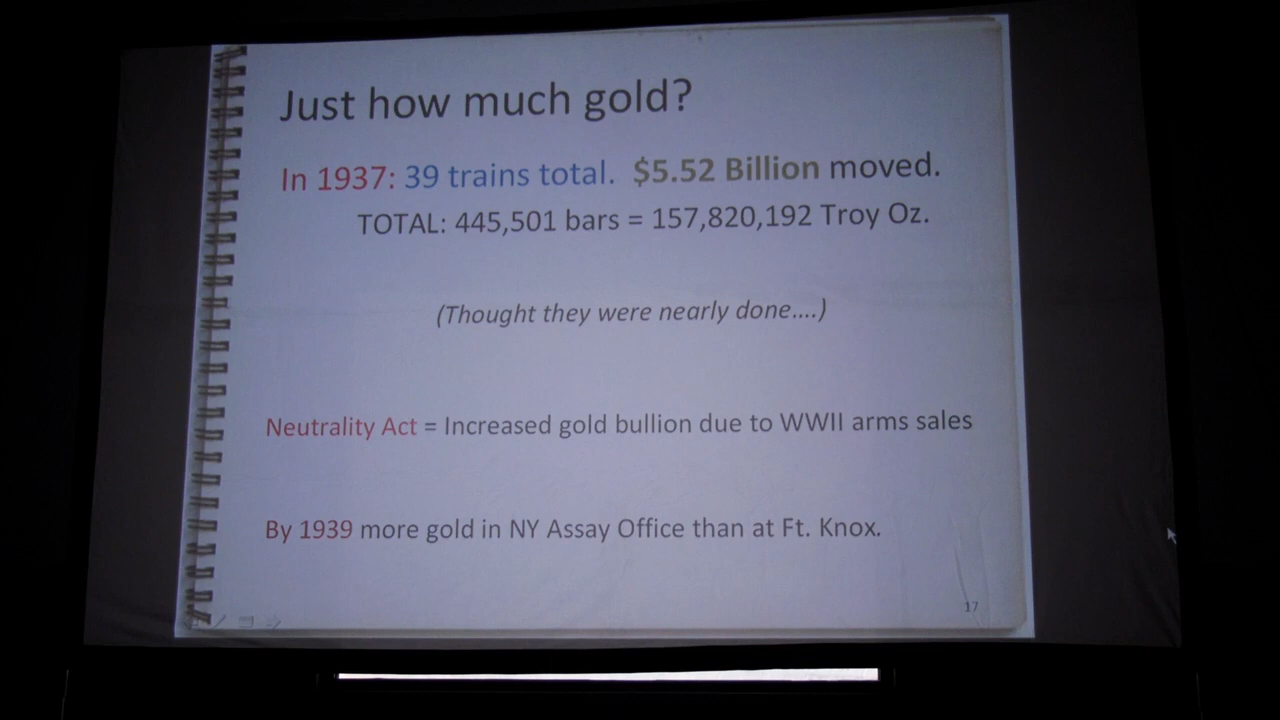 Just how much gold?
In 1937: 39 trains total. $5.52 Billion moved.
TOTAL: 445,501 bars = 157,820,192 Troy Oz.
(Thought they were nearly done....)
Neutrality Act = Increased gold bullion due to WWII arms sales
By 1939 more gold in NY Assay Office than at Ft. Knox.
17